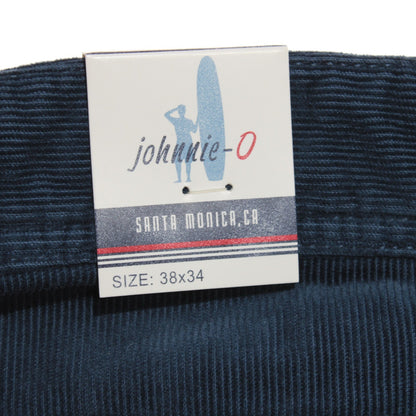 johnnie-O
SANTA MONICA, CA
SIZE: 38x34